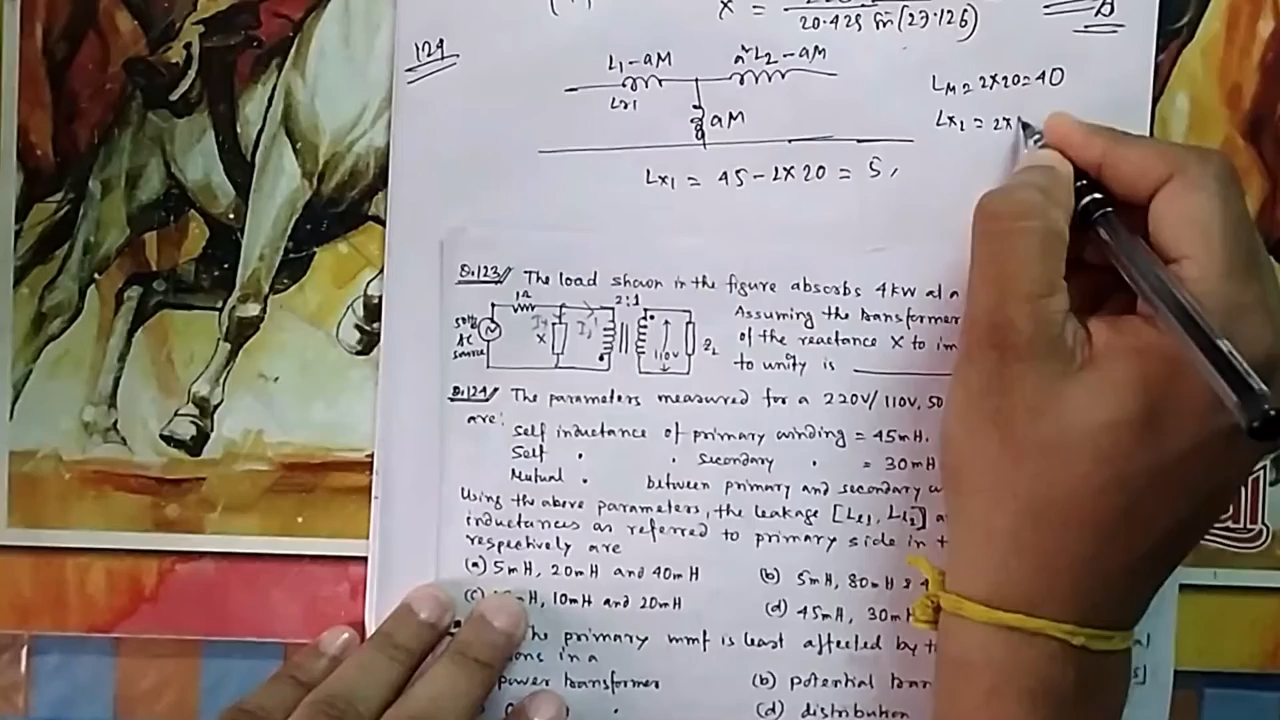 x =
20.425 sin(27.126)
124
L1-aM
a²L2-aM
aM
LM = 2×20=40
Lx2 = 2×
Lx1 = 45-2×20 = 5,
Q.123 The load shown in the figure absorbs 4kW at a
1Ω
2:1
50Hz
AC
source
X
110V
ZL
Assuming the transformer
of the reactance X to im
to unity is
Q.124 The parameters measured for a 220V/110V, 50
are:
Self inductance of primary winding = 45mH.
Self " " secondary " = 30mH
Mutual " between primary and secondary w
Using the above parameters, the leakage
inductances as referred to primary side in t
respectively are
(a) 5mH, 20mH and 40mH
(b) 5mH, 80mH & 4
(c) mH, 10mH and 20mH
(d) 45mH, 30mH
The primary mmf is least affected by t
ons in a
power transformer
(b) potential tran
(d) distribution